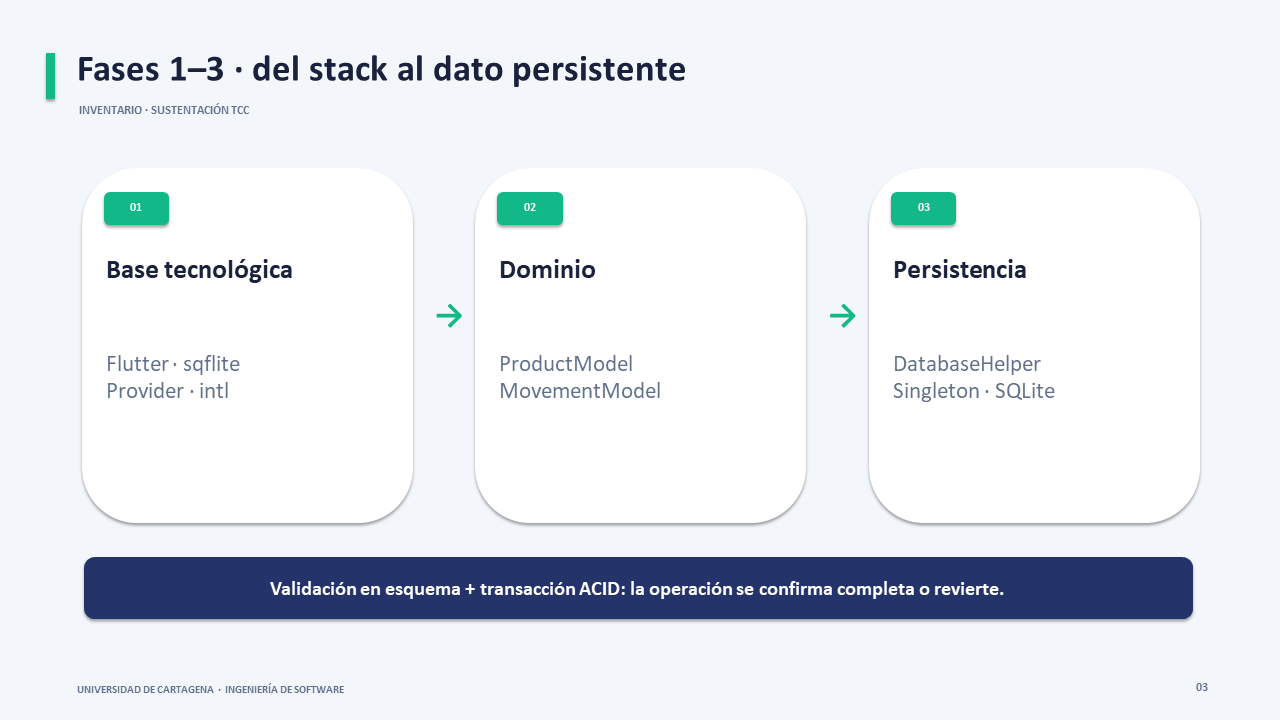 Fases 1–3 · del stack al dato persistente
INVENTARIO · SUSTENTACIÓN TCC
01
Base tecnológica
Flutter · sqflite
Provider · intl
→
02
Dominio
ProductModel
MovementModel
→
03
Persistencia
DatabaseHelper
Singleton · SQLite
Validación en esquema + transacción ACID: la operación se confirma completa o revierte.
UNIVERSIDAD DE CARTAGENA · INGENIERÍA DE SOFTWARE
03